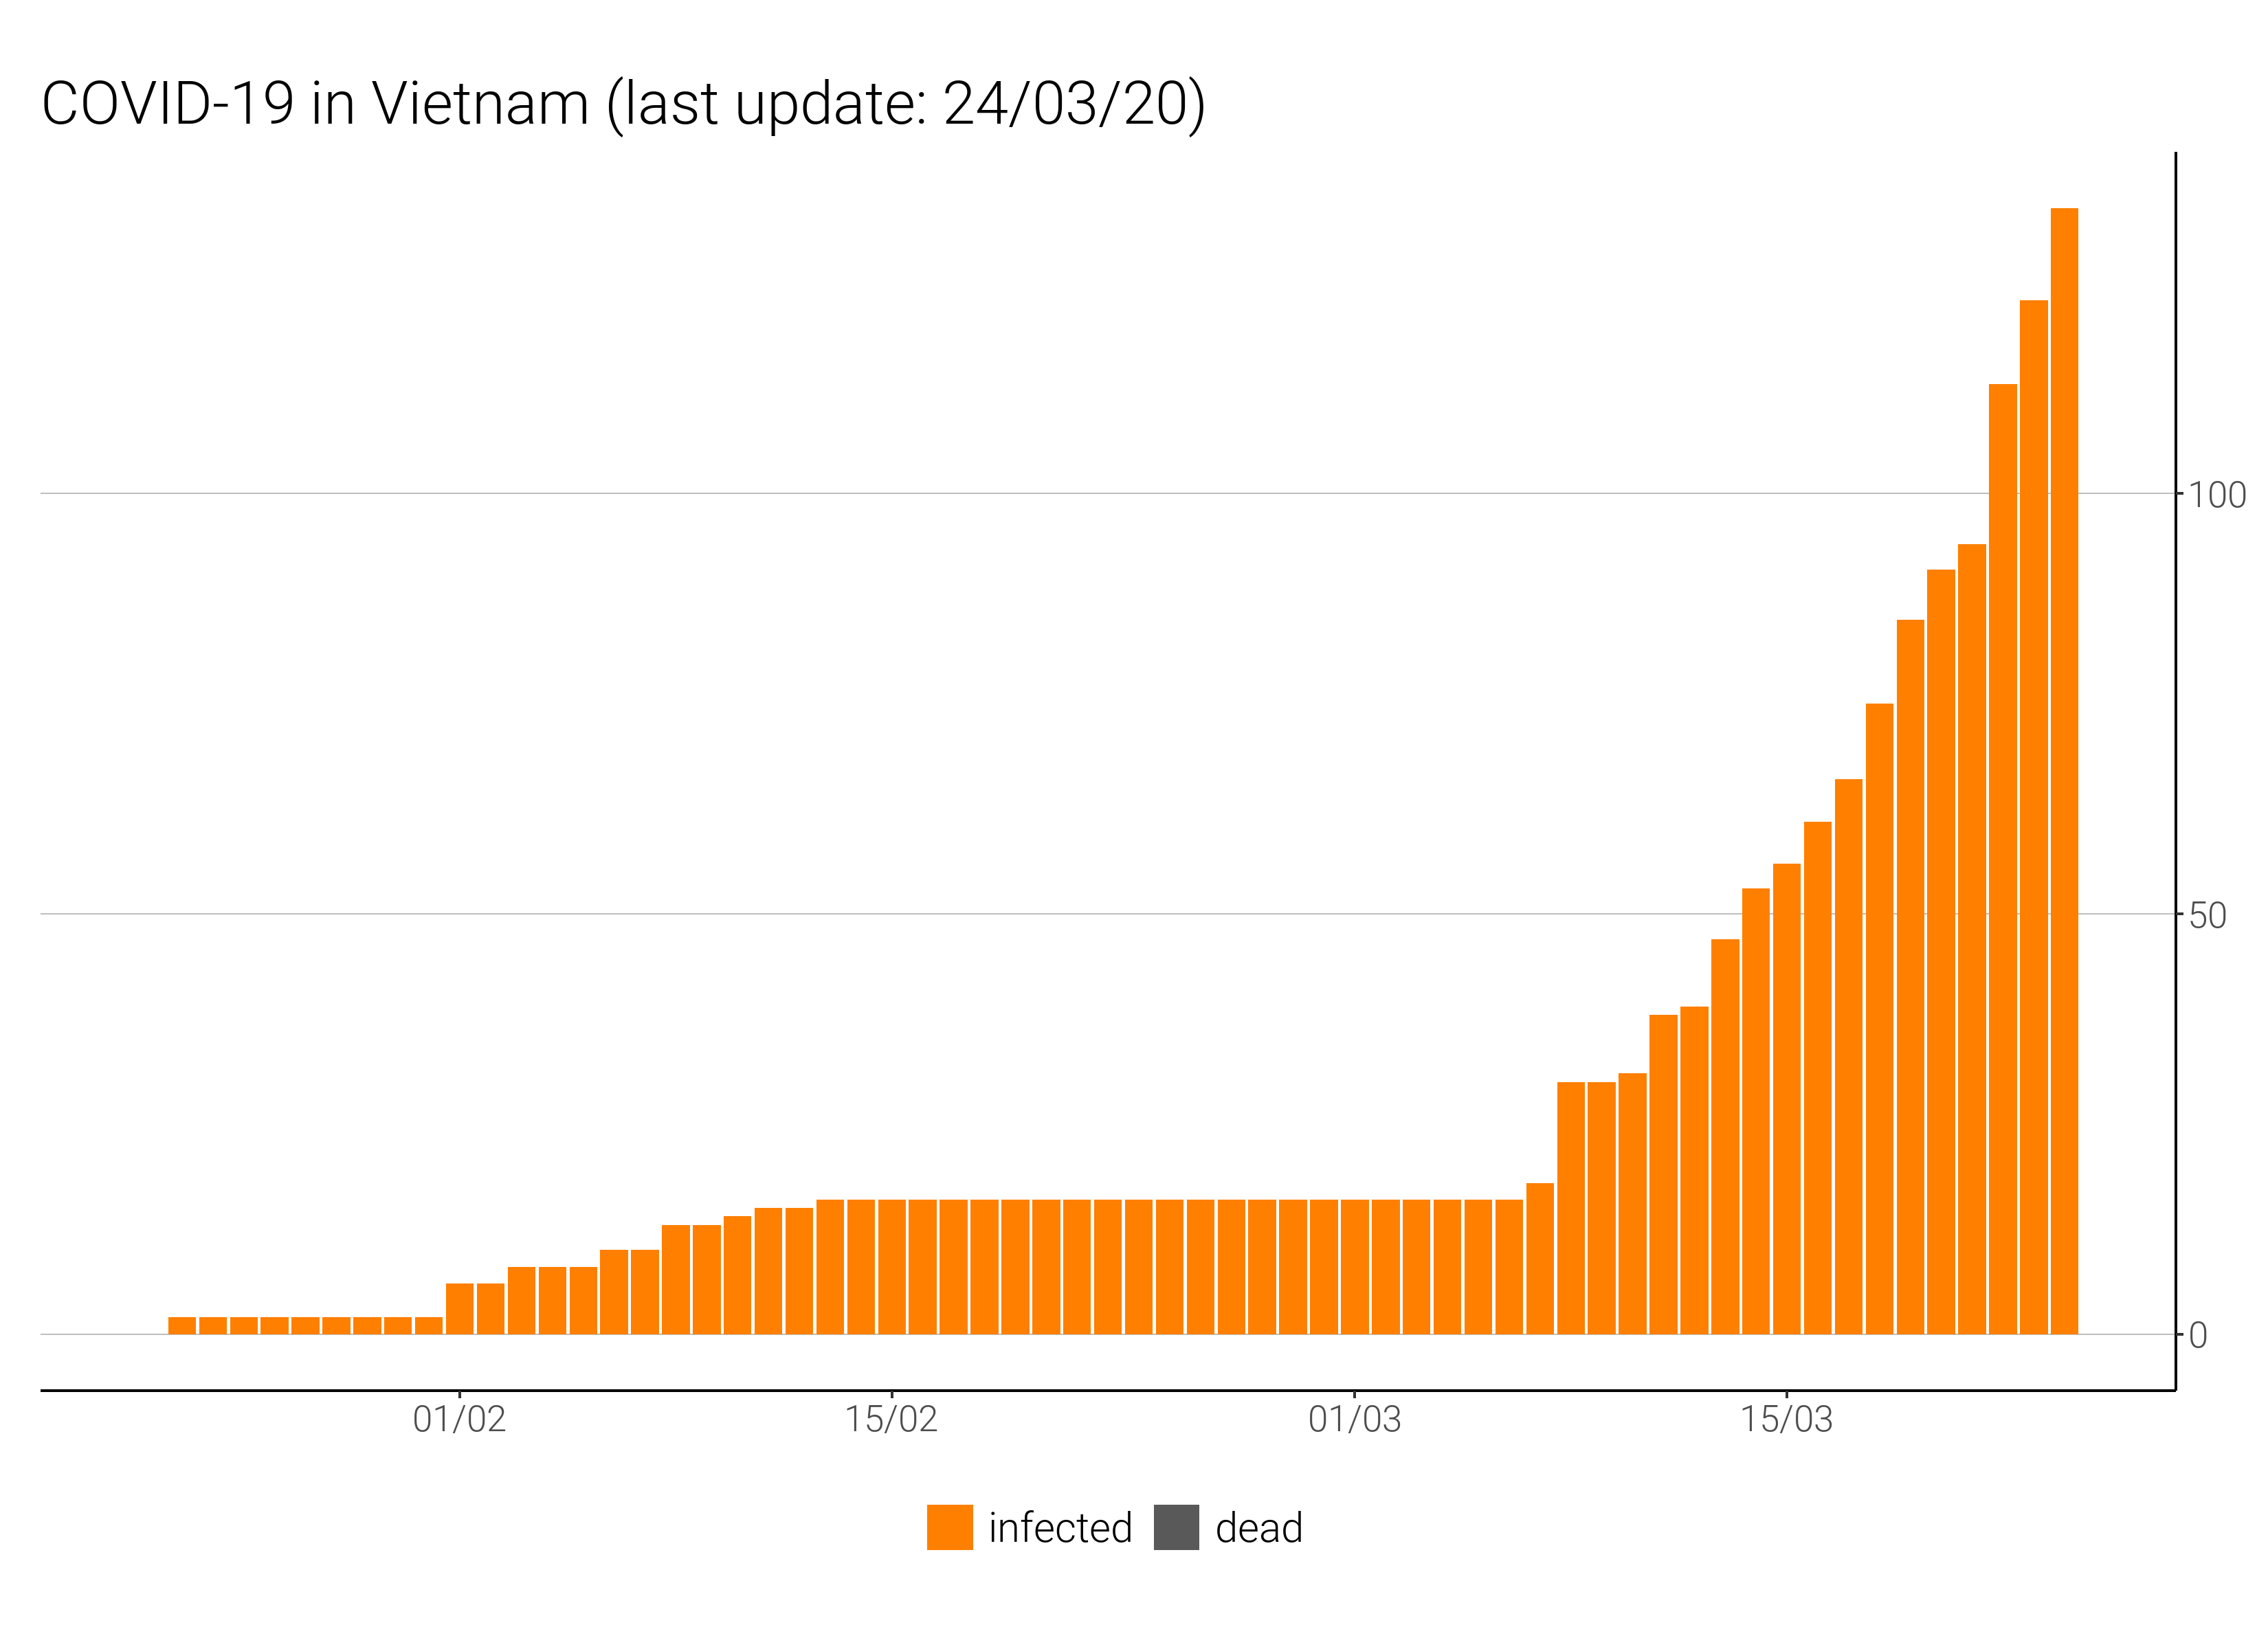 COVID-19 in Vietnam (last update: 24/03/20)
100
50
0
01/02 15/02 01/03 15/03
infected dead